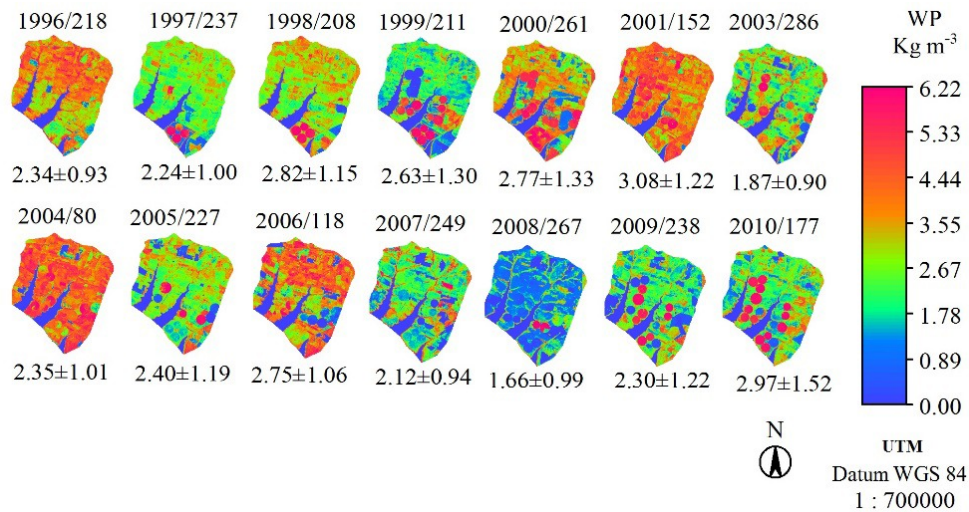 1996/218 1997/237 1998/208 1999/211 2000/261 2001/152 2003/286
2.34±0.93 2.24±1.00 2.82±1.15 2.63±1.30 2.77±1.33 3.08±1.22 1.87±0.90
2004/80 2005/227 2006/118 2007/249 2008/267 2009/238 2010/177
2.35±1.01 2.40±1.19 2.75±1.06 2.12±0.94 1.66±0.99 2.30±1.22 2.97±1.52
WP
Kg m⁻³
6.22
5.33
4.44
3.55
2.67
1.78
0.89
0.00
N
UTM
Datum WGS 84
1 : 700000